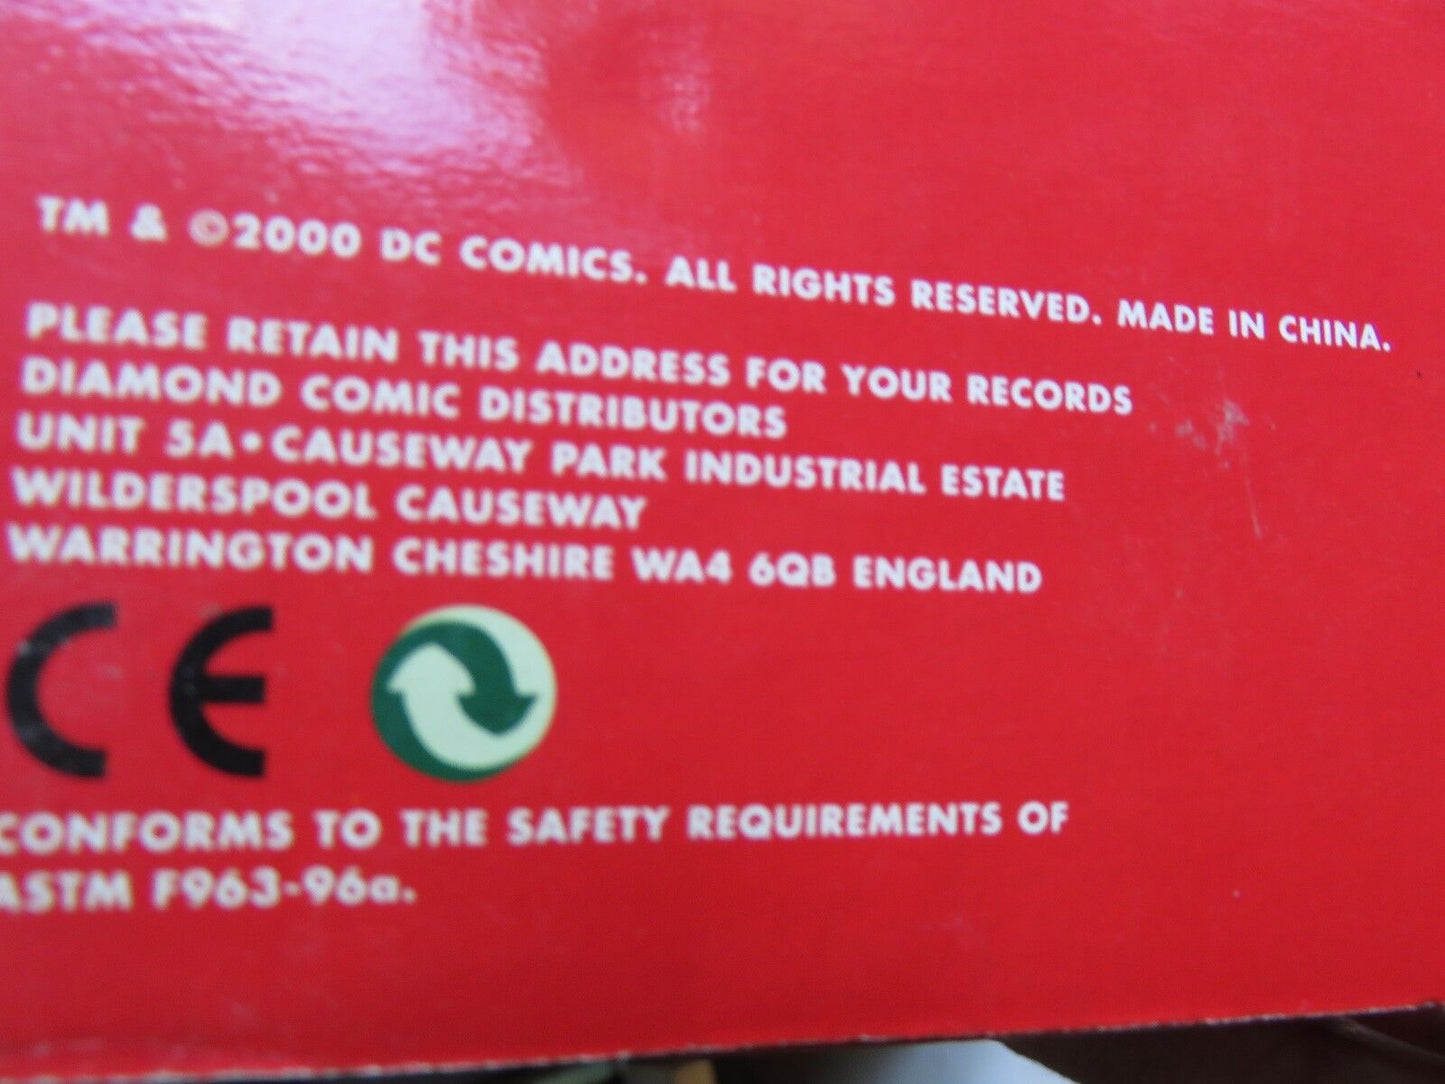 TM & ©2000 DC COMICS. ALL RIGHTS RESERVED. MADE IN CHINA.
PLEASE RETAIN THIS ADDRESS FOR YOUR RECORDS
DIAMOND COMIC DISTRIBUTORS
UNIT 5A•CAUSEWAY PARK INDUSTRIAL ESTATE
WILDERSPOOL CAUSEWAY
WARRINGTON CHESHIRE WA4 6QB ENGLAND
CE
CONFORMS TO THE SAFETY REQUIREMENTS OF
ASTM F963-96a.